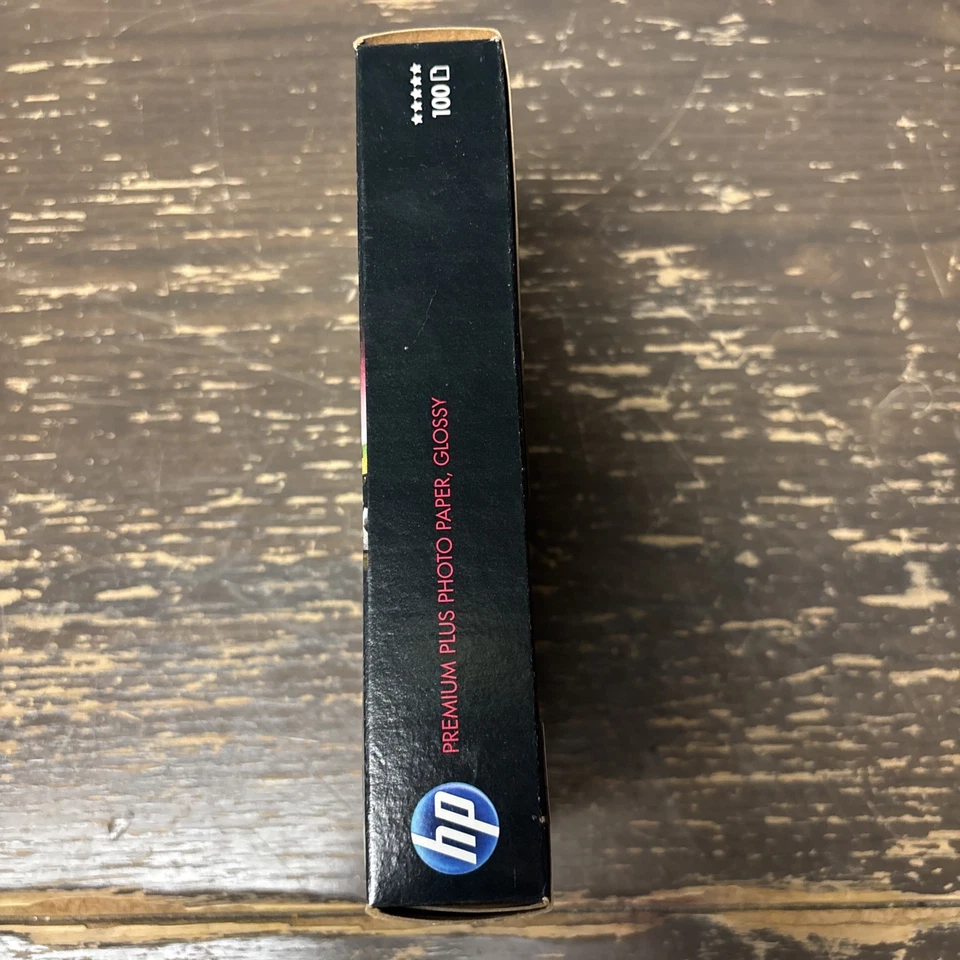 hp
PREMIUM PLUS PHOTO PAPER, GLOSSY
★★★★★
100